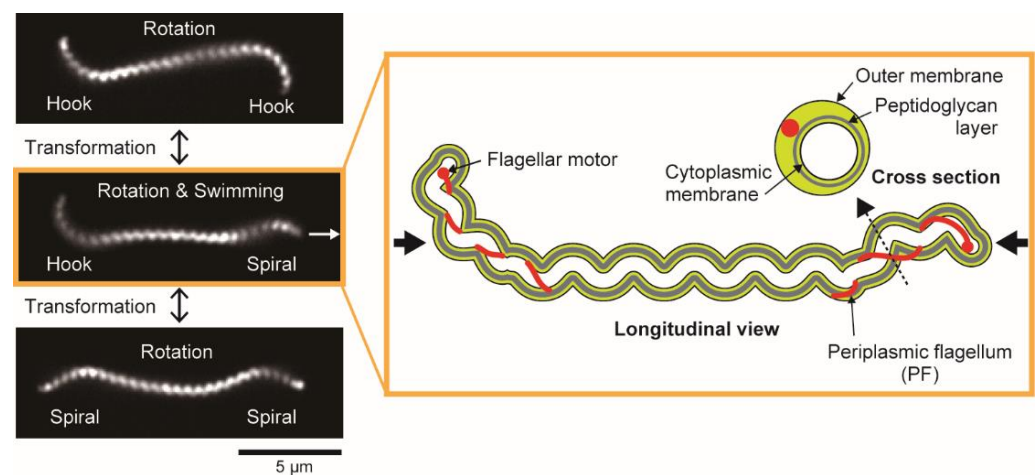 Rotation
Hook
Hook
Transformation
Rotation & Swimming
Hook
Spiral
Transformation
Rotation
Spiral
Spiral
5 μm
Outer membrane
Peptidoglycan
layer
Flagellar motor
Cytoplasmic
membrane
Cross section
Longitudinal view
Periplasmic flagellum
(PF)